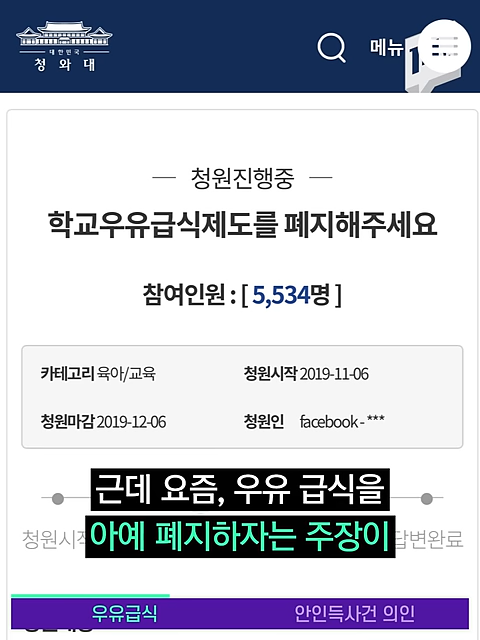 대한민국
청와대
메뉴
청원진행중
학교우유급식제도를 폐지해주세요
참여인원 : [ 5,534명 ]
카테고리 육아/교육 청원시작 2019-11-06
청원마감 2019-12-06 청원인 facebook - ***
근데 요즘, 우유 급식을
청원시작 아예 폐지하자는 주장이 답변완료
우유급식 안인득사건 의인